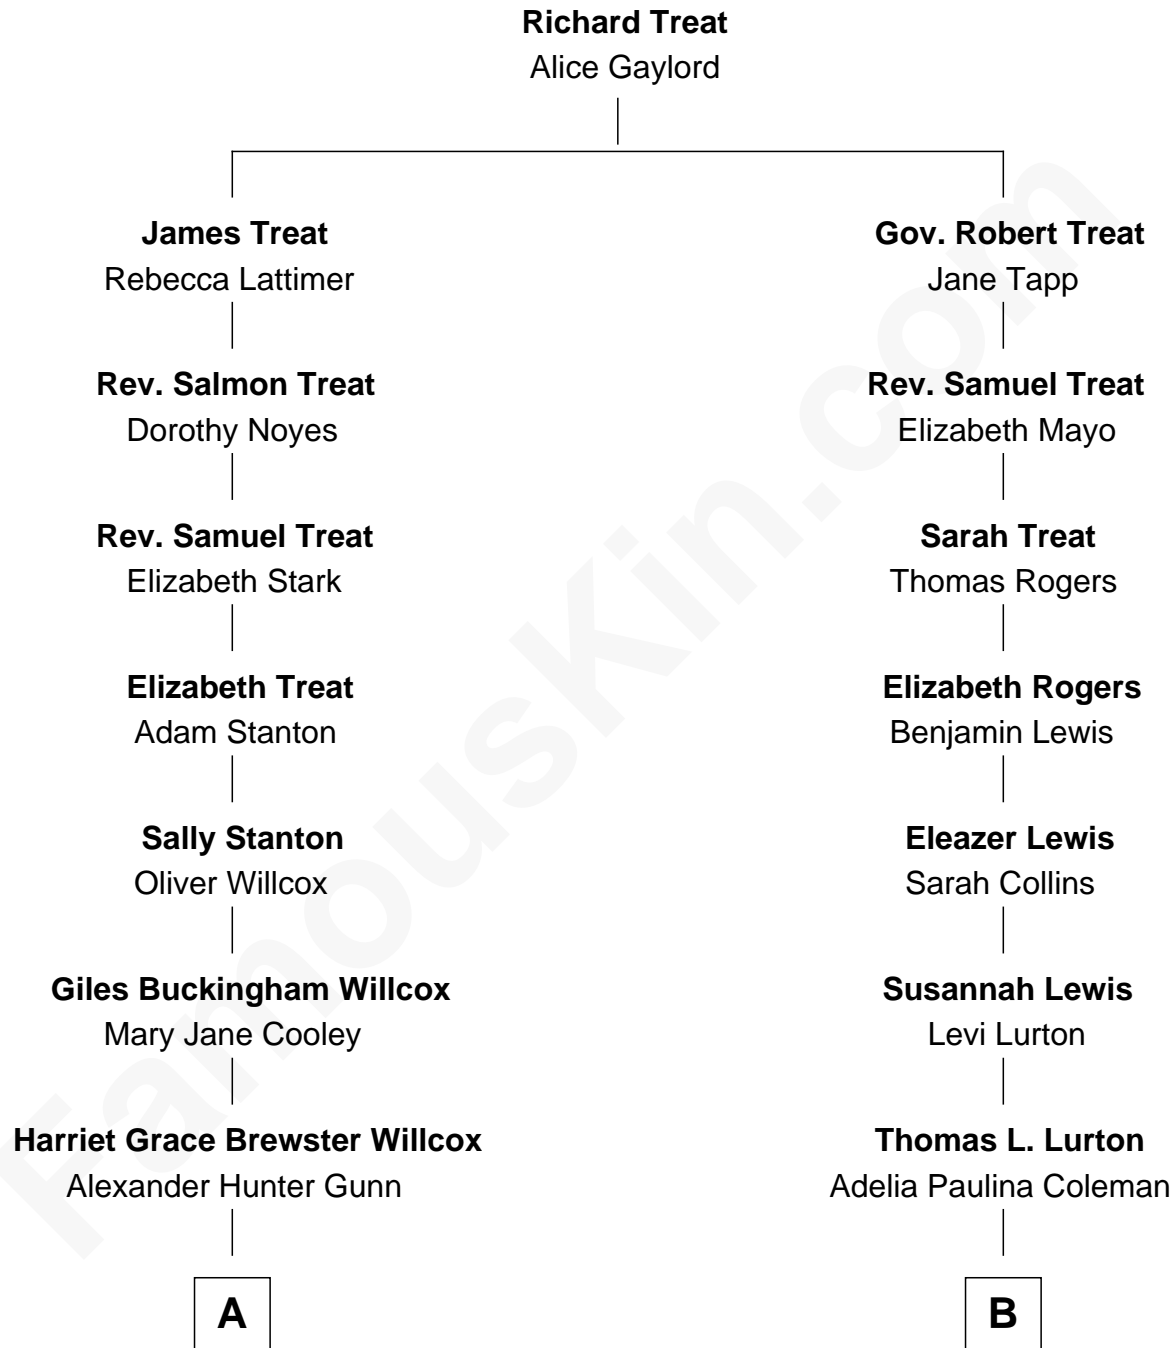 Richard Treat
Alice Gaylord
James Treat
Rebecca Lattimer
Gov. Robert Treat
Jane Tapp
Rev. Salmon Treat
Dorothy Noyes
Rev. Samuel Treat
Elizabeth Mayo
Rev. Samuel Treat
Elizabeth Stark
Sarah Treat
Thomas Rogers
Elizabeth Treat
Adam Stanton
Elizabeth Rogers
Benjamin Lewis
Sally Stanton
Oliver Willcox
Eleazer Lewis
Sarah Collins
Giles Buckingham Willcox
Mary Jane Cooley
Susannah Lewis
Levi Lurton
Harriet Grace Brewster Willcox
Alexander Hunter Gunn
Thomas L. Lurton
Adelia Paulina Coleman
A
B
FamousKin.com